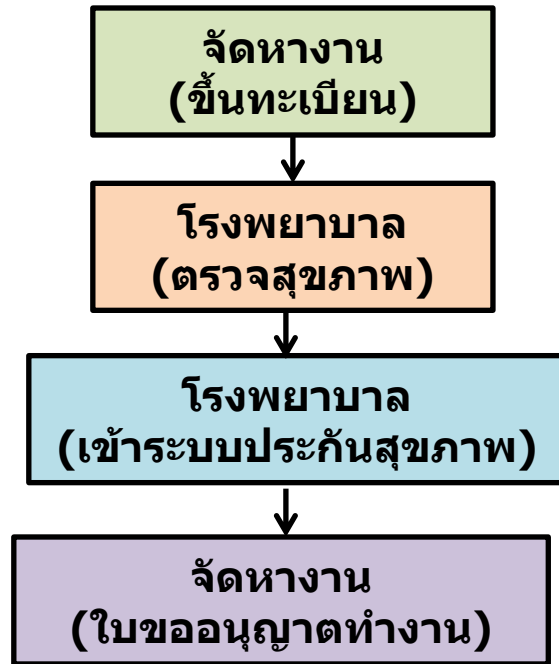 จัดหางาน
(ขึ้นทะเบียน)
โรงพยาบาล
(ตรวจสุขภาพ)
โรงพยาบาล
(เข้าระบบประกันสุขภาพ)
จัดหางาน
(ใบขออนุญาตทำงาน)